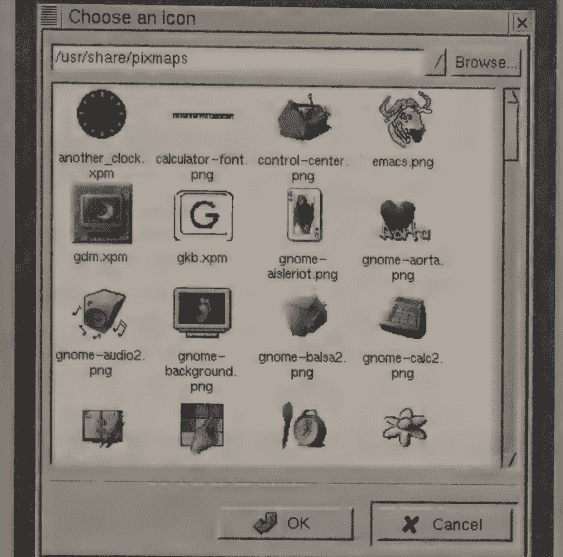 Choose an icon
/usr/share/pixmaps
Browse...
another_clock.
xpm
calculator-font.
png
control-center.
png
emacs.png
gdm.xpm
G
gkb.xpm
gnome-
aisleriot.png
gnome-aorta.
png
gnome-audio2.
png
gnome-
background.
png
gnome-balsa2.
png
gnome-calc2.
png
OK
Cancel